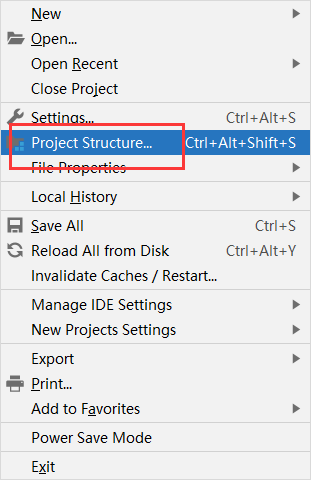 New
Open...
Open Recent
Close Project
Settings... Ctrl+Alt+S
Project Structure... Ctrl+Alt+Shift+S
File Properties
Local History
Save All Ctrl+S
Reload All from Disk Ctrl+Alt+Y
Invalidate Caches / Restart...
Manage IDE Settings
New Projects Settings
Export
Print...
Add to Favorites
Power Save Mode
Exit